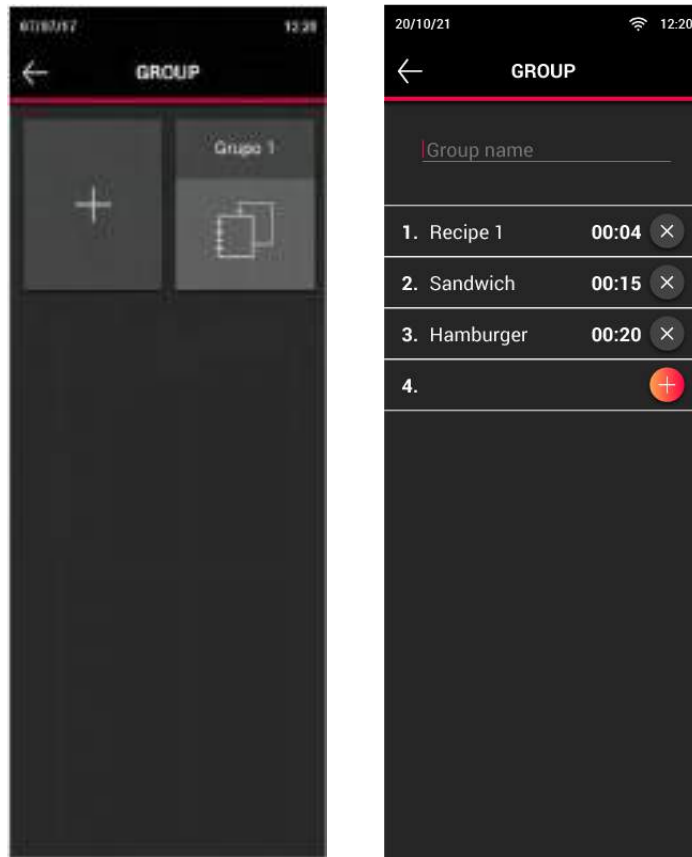 07/07/17 12:20
GROUP
Grupo 1
20/10/21 12:20
GROUP
Group name
1. Recipe 1 00:04
2. Sandwich 00:15
3. Hamburger 00:20
4.